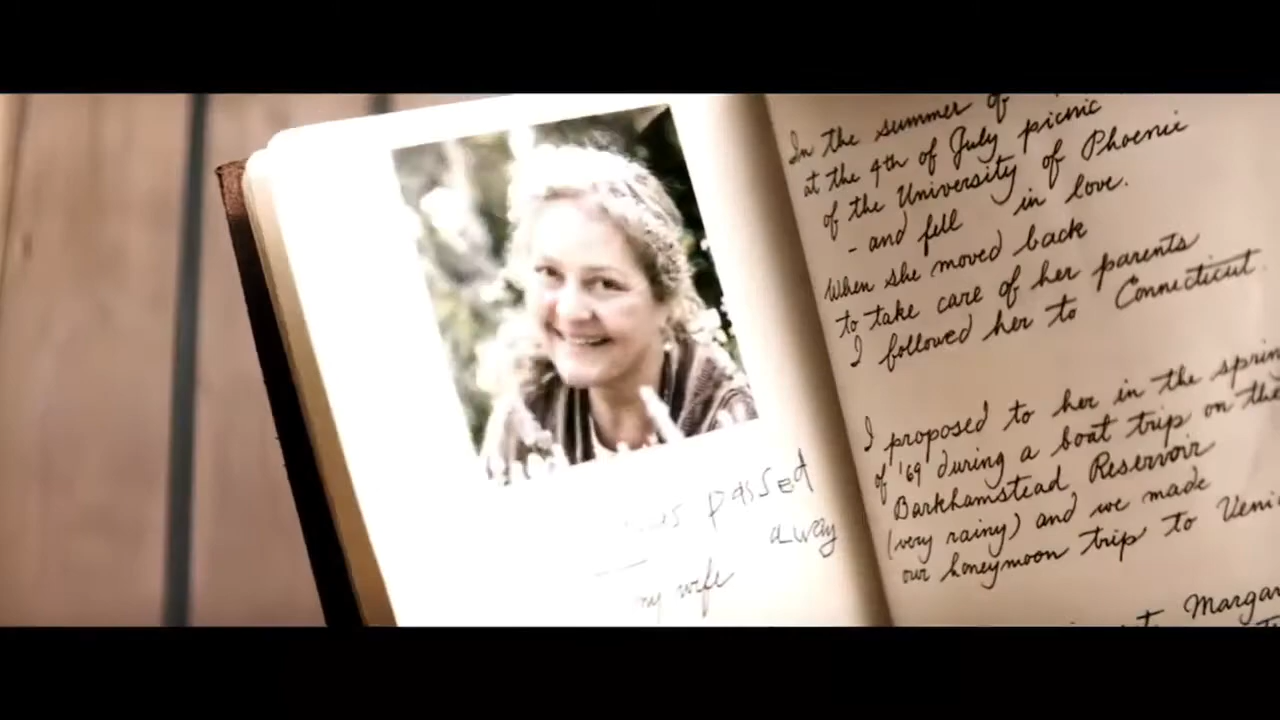 passed
away
my wife
In the summer of
at the 4th of July picnic
of the University of Phoenix
- and fell in love.
When she moved back
to take care of her parents
I followed her to Connecticut.
I proposed to her in the
of '69 during a boat trip on the
Barkhamstead Reservoir
(very rainy) and we made
our honeymoon trip to